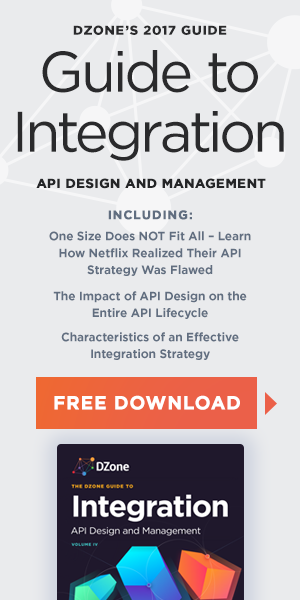 DZONE'S 2017 GUIDE
Guide to
Integration
API DESIGN AND MANAGEMENT
INCLUDING:
One Size Does NOT Fit All – Learn
How Netflix Realized Their API
Strategy Was Flawed
The Impact of API Design on the
Entire API Lifecycle
Characteristics of an Effective
Integration Strategy
FREE DOWNLOAD
DZone
THE DZONE GUIDE TO
Integration
API Design and Management
VOLUME IV